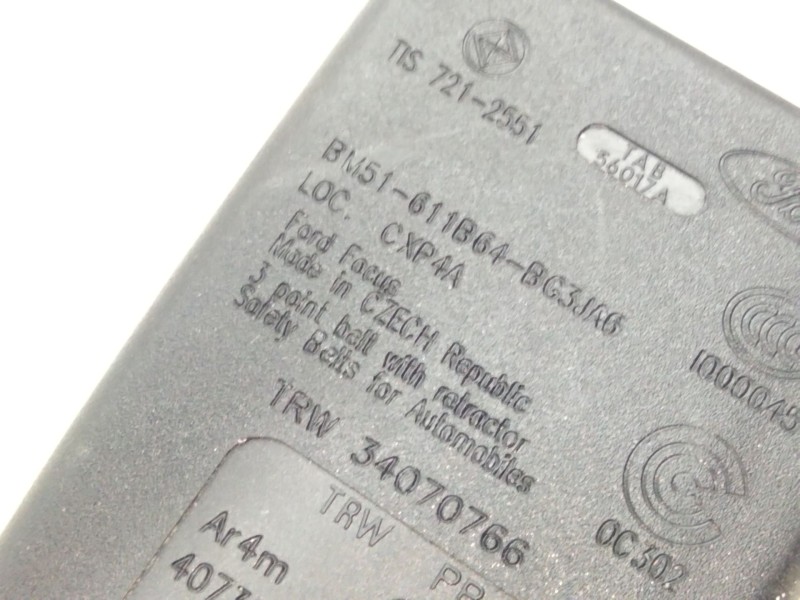 TIS 721-2551
TAB
56017A
BM51-611B64-BG3JA6
LOC. CXP4A
Ford Focus
Made in CZECH Republic
3 point belt with retractor
Safety Belts for Automobiles
TRW 34070766
1000045
0C302
TRW
Ar4m